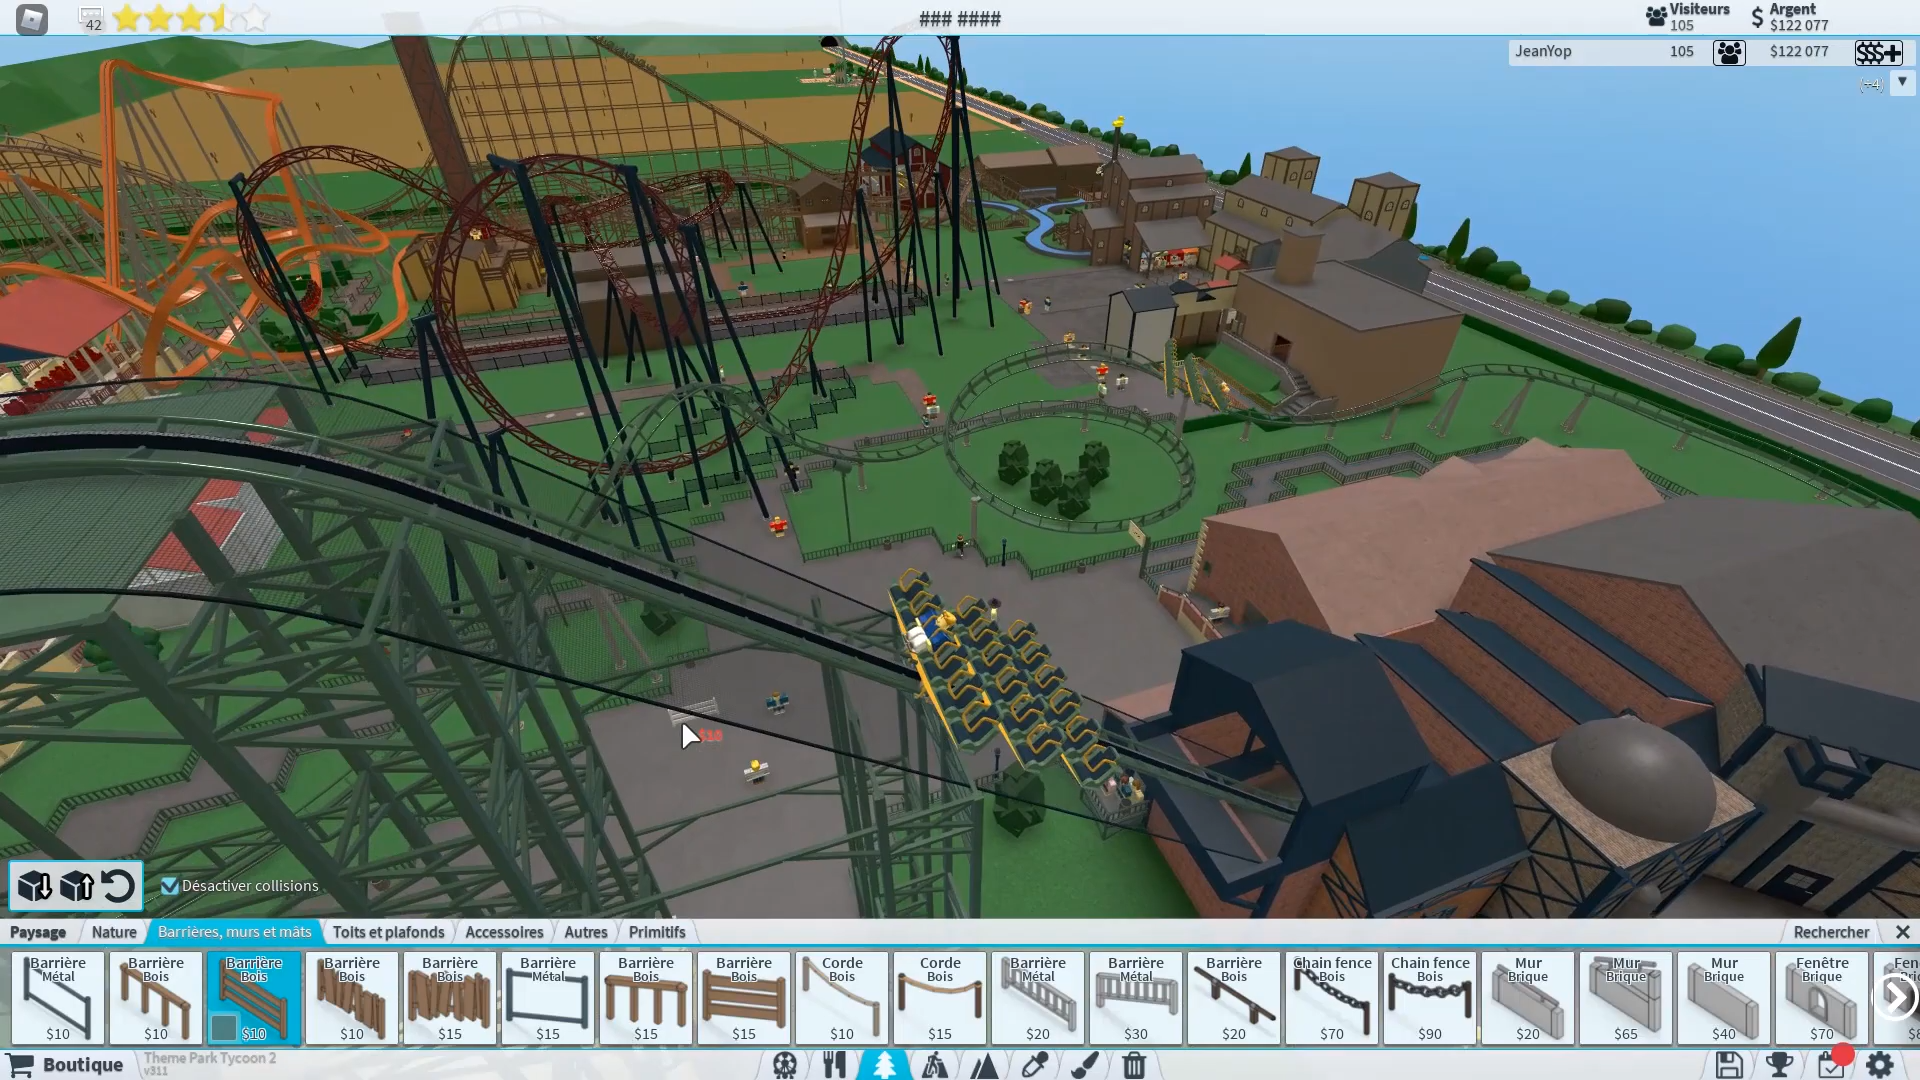 42
### ####
Visiteurs
105
Argent
$122 077
JeanYop 105 $122 077
$$$+
(+4)
$10
Désactiver collisions
Paysage Nature Barrières, murs et mâts Toits et plafonds Accessoires Autres Primitifs Rechercher
Barrière Métal $10
Barrière Bois $10
Barrière Bois $10
Barrière Bois $10
Barrière Bois $15
Barrière Métal $15
Barrière Bois $15
Barrière Bois $15
Corde Bois $10
Corde Bois $15
Barrière Métal $20
Barrière Métal $30
Barrière Bois $20
Chain fence Bois $70
Chain fence Bois $90
Mur Brique $20
Mur Brique $65
Mur Brique $40
Fenêtre Brique $70
Boutique
Theme Park Tycoon 2
v311